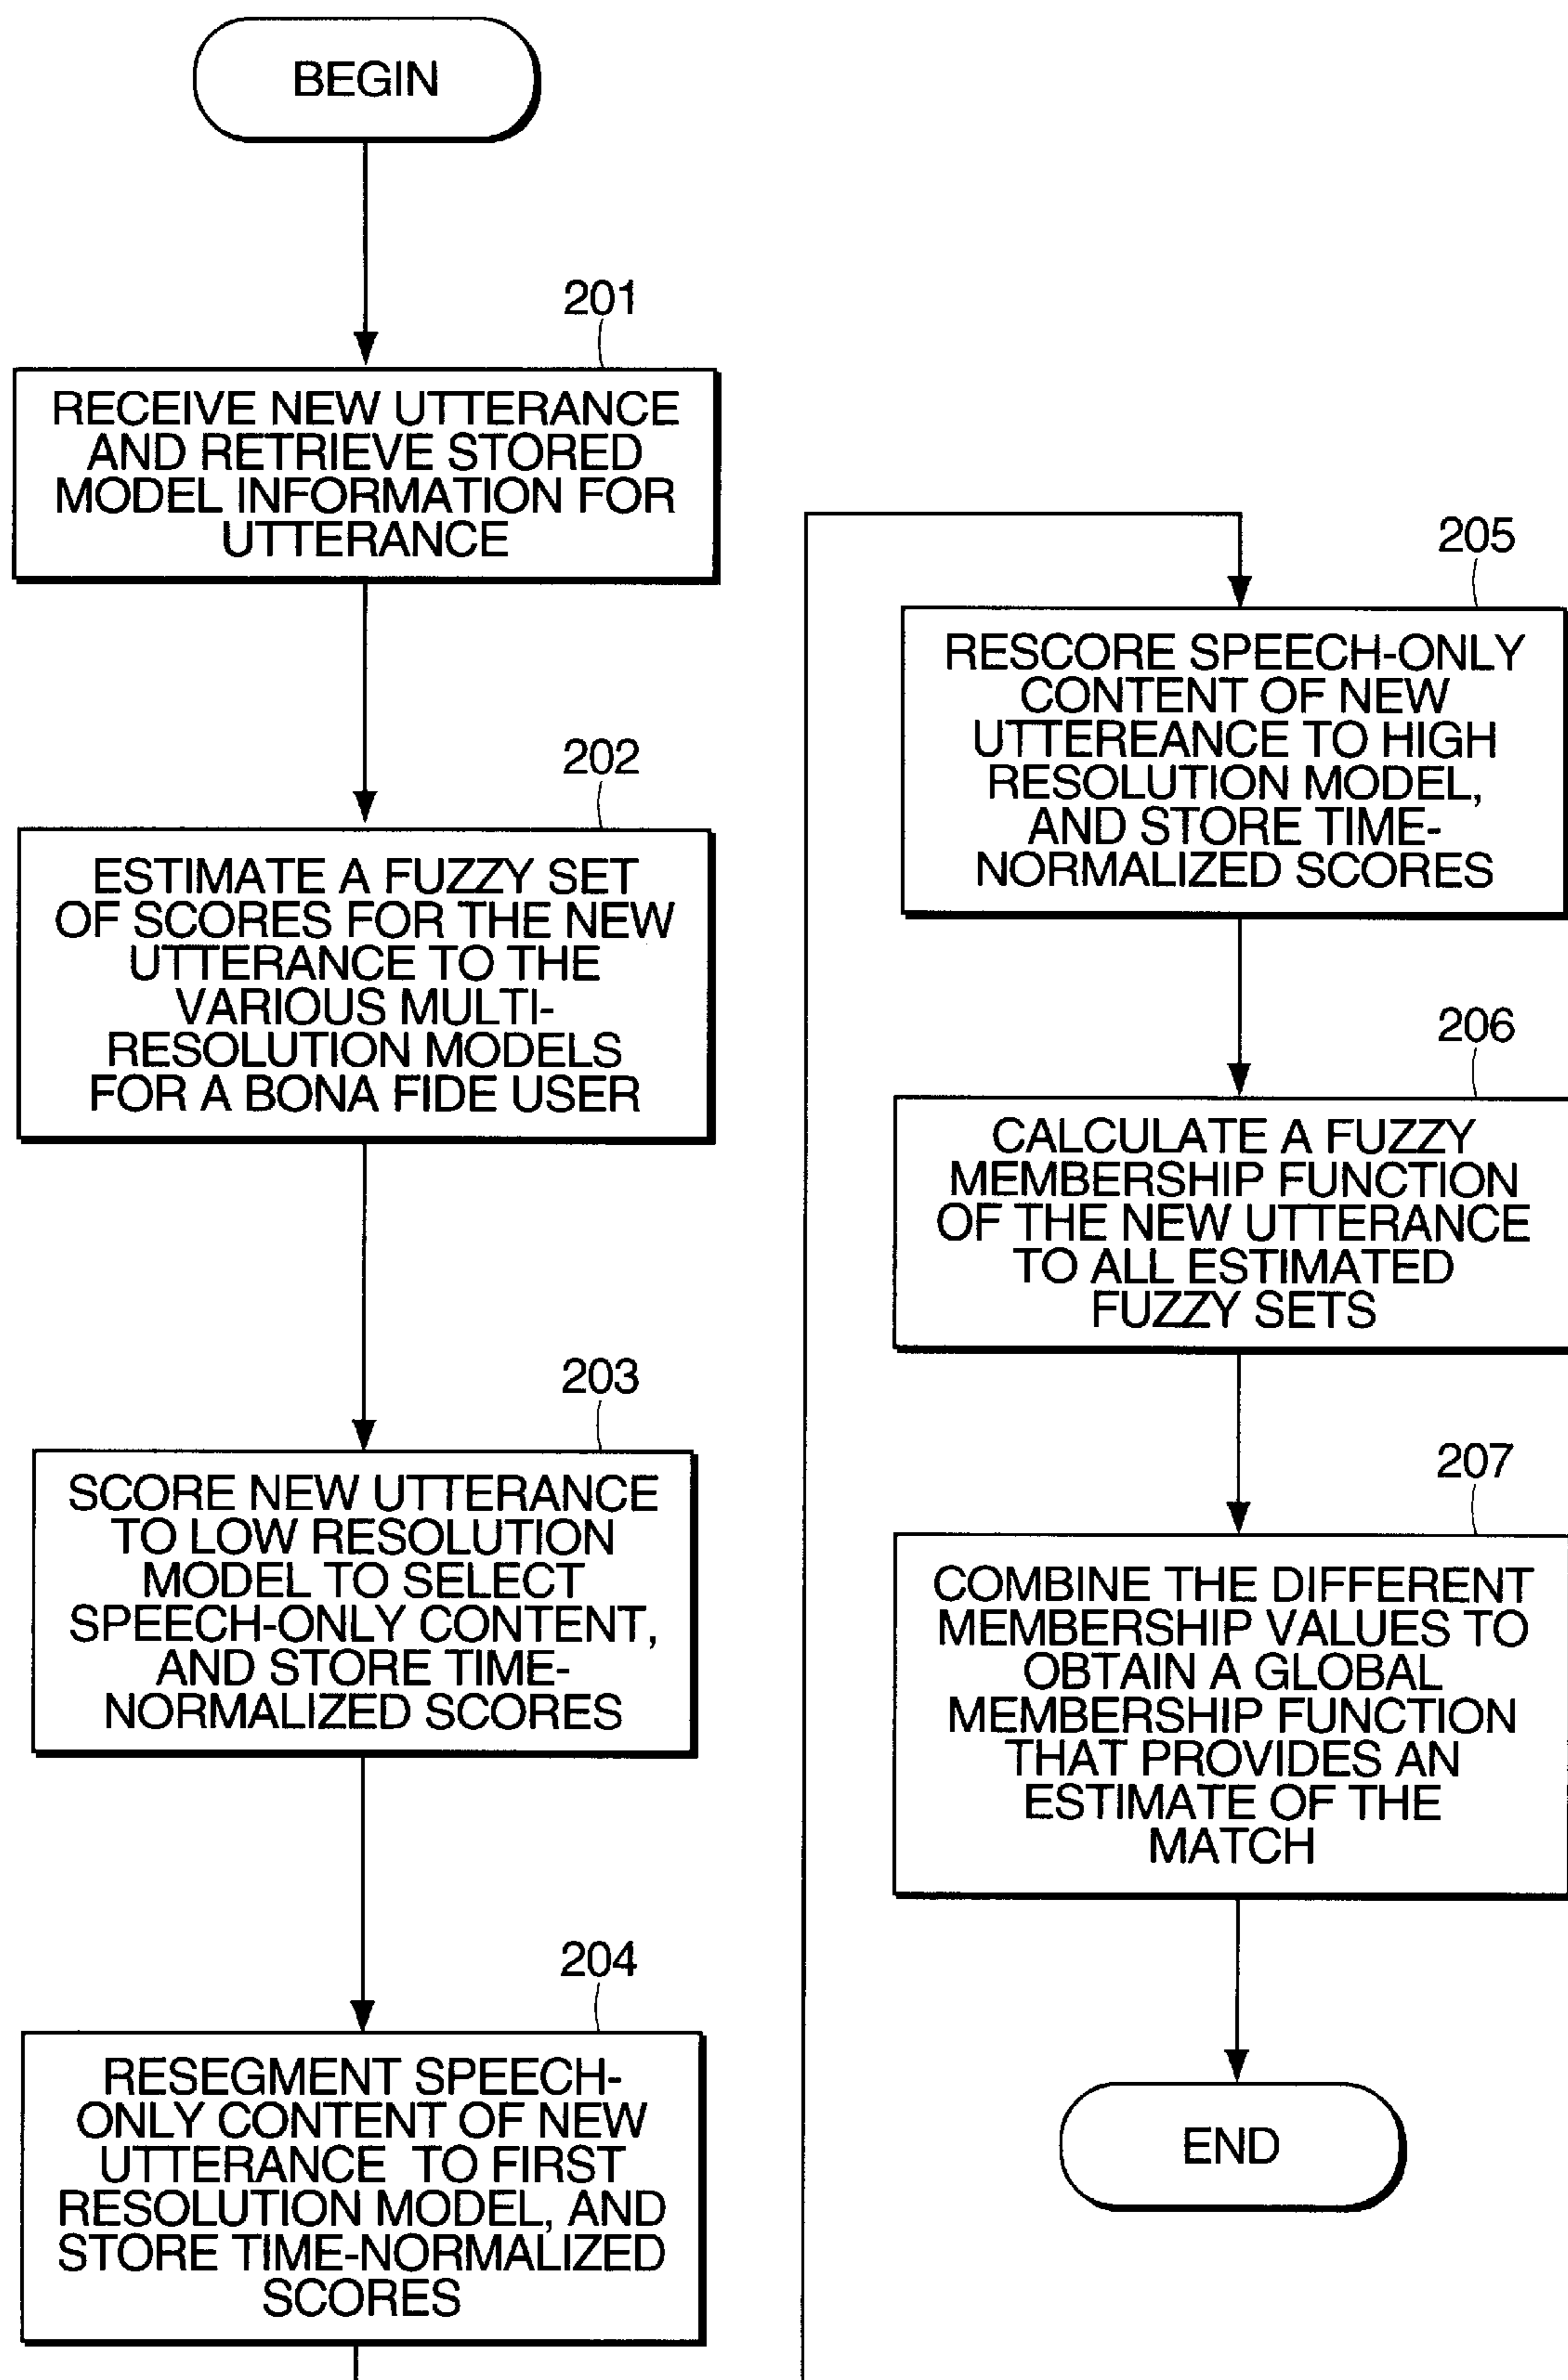 BEGIN
201
RECEIVE NEW UTTERANCE
AND RETRIEVE STORED
MODEL INFORMATION FOR
UTTERANCE
202
ESTIMATE A FUZZY SET
OF SCORES FOR THE NEW
UTTERANCE TO THE
VARIOUS MULTI-
RESOLUTION MODELS
FOR A BONA FIDE USER
203
SCORE NEW UTTERANCE
TO LOW RESOLUTION
MODEL TO SELECT
SPEECH-ONLY CONTENT,
AND STORE TIME-
NORMALIZED SCORES
204
RESEGMENT SPEECH-
ONLY CONTENT OF NEW
UTTERANCE TO FIRST
RESOLUTION MODEL, AND
STORE TIME-NORMALIZED
SCORES
205
RESCORE SPEECH-ONLY
CONTENT OF NEW
UTTEREANCE TO HIGH
RESOLUTION MODEL,
AND STORE TIME-
NORMALIZED SCORES
206
CALCULATE A FUZZY
MEMBERSHIP FUNCTION
OF THE NEW UTTERANCE
TO ALL ESTIMATED
FUZZY SETS
207
COMBINE THE DIFFERENT
MEMBERSHIP VALUES TO
OBTAIN A GLOBAL
MEMBERSHIP FUNCTION
THAT PROVIDES AN
ESTIMATE OF THE
MATCH
END